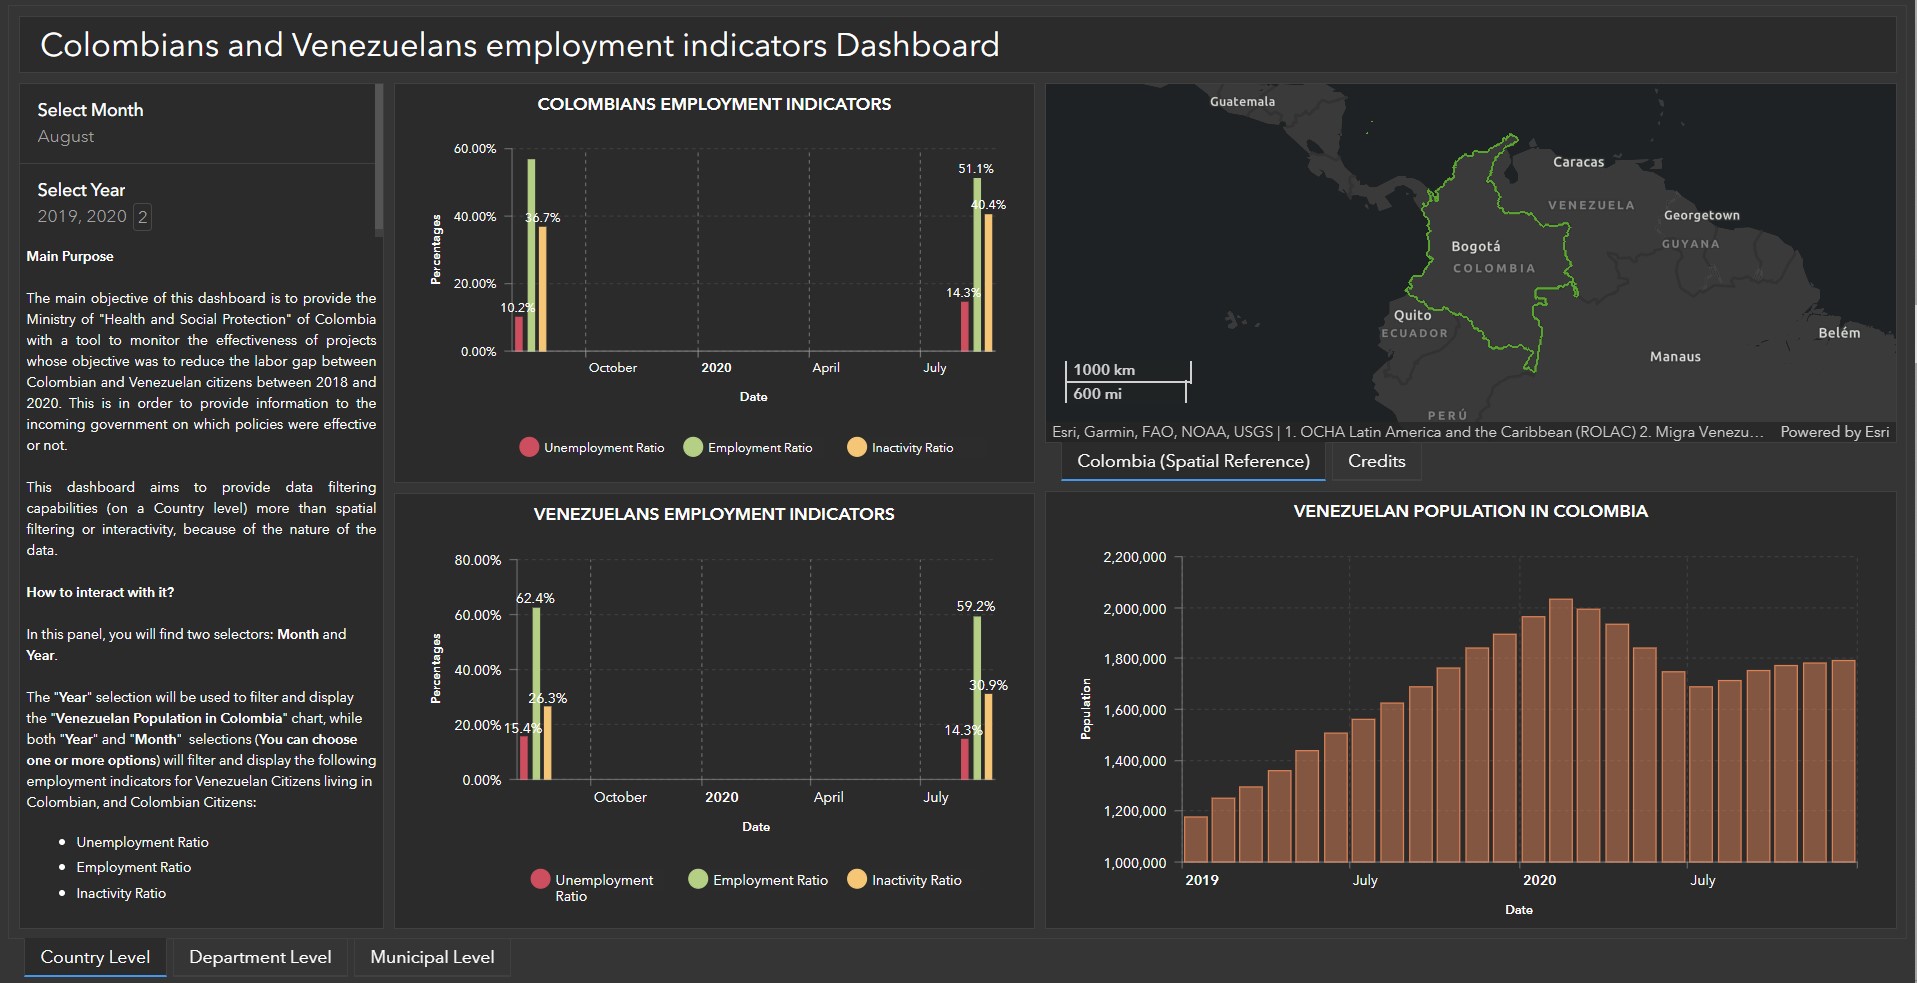 Colombians and Venezuelans employment indicators Dashboard
Select Month
August
Select Year
2019, 2020 2
Main Purpose
The main objective of this dashboard is to provide the
Ministry of "Health and Social Protection" of Colombia
with a tool to monitor the effectiveness of projects
whose objective was to reduce the labor gap between
Colombian and Venezuelan citizens between 2018 and
2020. This is in order to provide information to the
incoming government on which policies were effective
or not.
This dashboard aims to provide data filtering
capabilities (on a Country level) more than spatial
filtering or interactivity, because of the nature of the
data.
How to interact with it?
In this panel, you will find two selectors: Month and
Year.
The "Year" selection will be used to filter and display
the "Venezuelan Population in Colombia" chart, while
both "Year" and "Month" selections (You can choose
one or more options) will filter and display the following
employment indicators for Venezuelan Citizens living in
Colombian, and Colombian Citizens:
• Unemployment Ratio
• Employment Ratio
• Inactivity Ratio
COLOMBIANS EMPLOYMENT INDICATORS
Percentages
60.00%
40.00%
20.00%
0.00%
10.2%
36.7%
14.3%
51.1%
40.4%
October
2020
April
July
Date
Unemployment Ratio
Employment Ratio
Inactivity Ratio
VENEZUELANS EMPLOYMENT INDICATORS
Percentages
80.00%
60.00%
40.00%
20.00%
0.00%
15.4%
62.4%
26.3%
14.3%
59.2%
30.9%
October
2020
April
July
Date
Unemployment
Ratio
Employment Ratio
Inactivity Ratio
Guatemala
Caracas
VENEZUELA
Georgetown
GUYANA
Bogotá
COLOMBIA
Quito
ECUADOR
Belém
Manaus
PERÚ
1000 km
600 mi
Esri, Garmin, FAO, NOAA, USGS | 1. OCHA Latin America and the Caribbean (ROLAC) 2. Migra Venezu... Powered by Esri
Colombia (Spatial Reference)
Credits
VENEZUELAN POPULATION IN COLOMBIA
Population
2,200,000
2,000,000
1,800,000
1,600,000
1,400,000
1,200,000
1,000,000
2019
July
2020
July
Date
Country Level
Department Level
Municipal Level